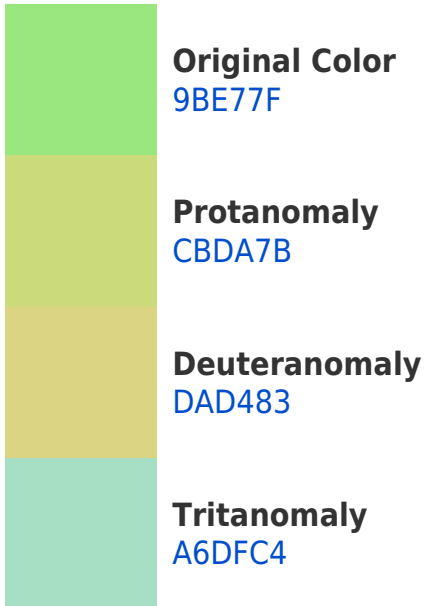 Original Color
9BE77F
Protanomaly
CBDA7B
Deuteranomaly
DAD483
Tritanomaly
A6DFC4